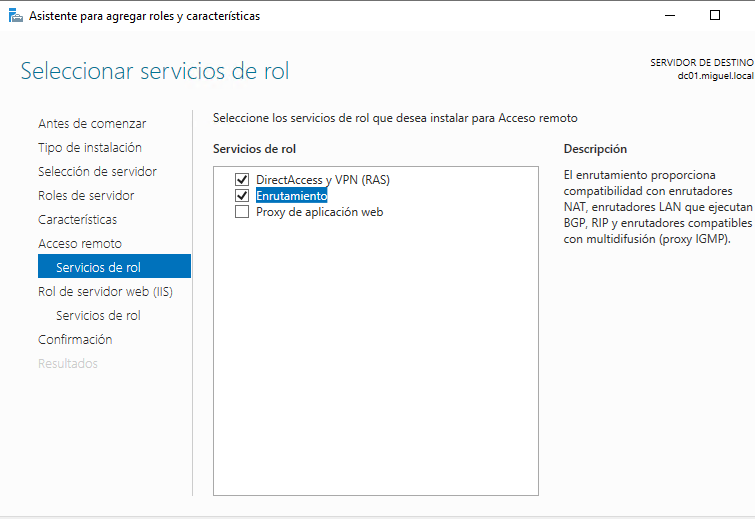 Asistente para agregar roles y características
Seleccionar servicios de rol
SERVIDOR DE DESTINO
dc01.miguel.local
Antes de comenzar
Tipo de instalación
Selección de servidor
Roles de servidor
Características
Acceso remoto
Servicios de rol
Rol de servidor web (IIS)
Servicios de rol
Confirmación
Resultados
Seleccione los servicios de rol que desea instalar para Acceso remoto
Servicios de rol
DirectAccess y VPN (RAS)
Enrutamiento
Proxy de aplicación web
Descripción
El enrutamiento proporciona
compatibilidad con enrutadores
NAT, enrutadores LAN que ejecutan
BGP, RIP y enrutadores compatibles
con multidifusión (proxy IGMP).